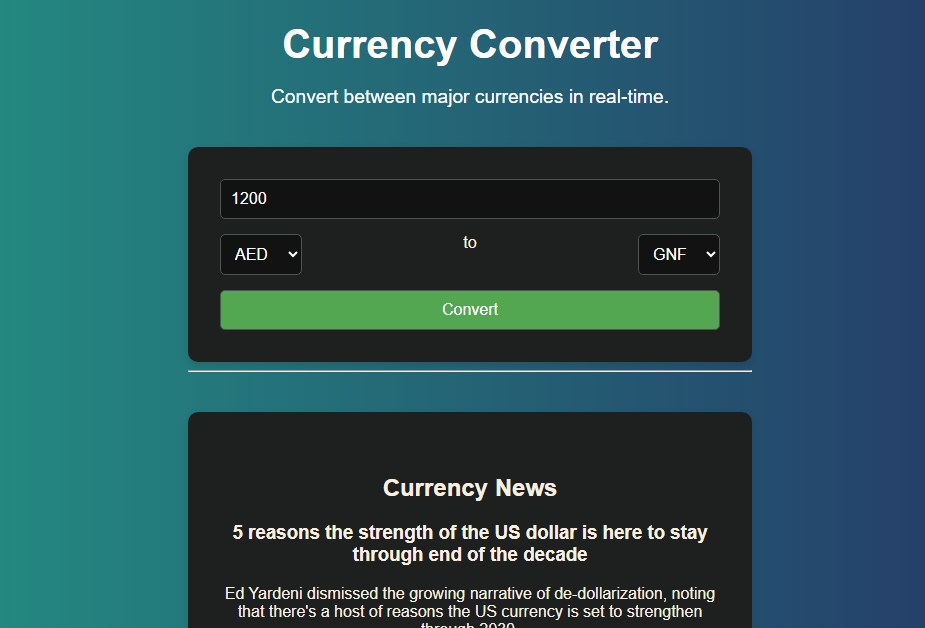 Currency Converter
Convert between major currencies in real-time.
1200
AED to GNF
Convert
Currency News
5 reasons the strength of the US dollar is here to stay
through end of the decade
Ed Yardeni dismissed the growing narrative of de-dollarization, noting
that there's a host of reasons the US currency is set to strengthen
through 2030